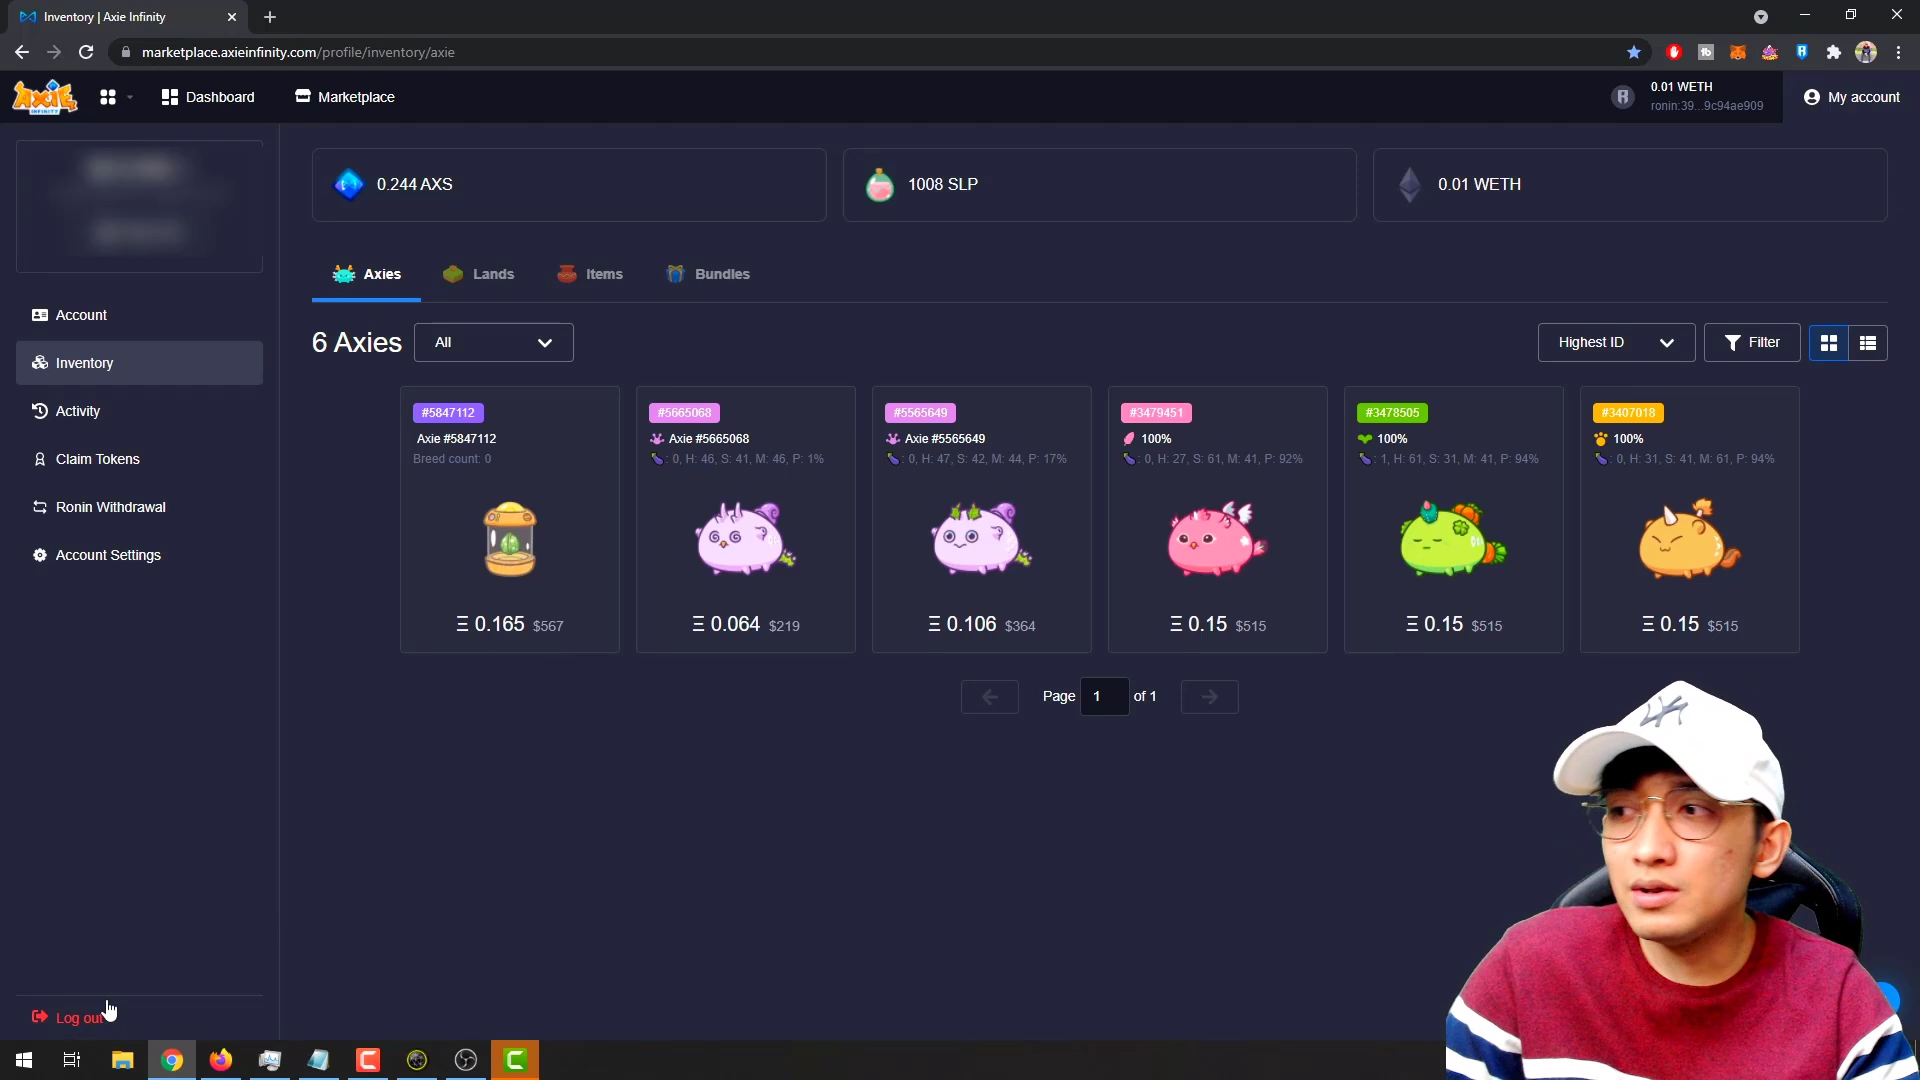 Inventory | Axie Infinity
marketplace.axieinfinity.com/profile/inventory/axie
AXIE
INFINITY
Dashboard
Marketplace
0.01 WETH
ronin:39...9c94ae909
My account
0.244 AXS
1008 SLP
0.01 WETH
Axies
Lands
Items
Bundles
Account
Inventory
Activity
Claim Tokens
Ronin Withdrawal
Account Settings
Log out
6 Axies
All
Highest ID
Filter
#5847112
Axie #5847112
Breed count: 0
Ξ 0.165 $567
#5665068
Axie #5665068
: 0, H: 46, S: 41, M: 46, P: 1%
Ξ 0.064 $219
#5565649
Axie #5565649
: 0, H: 47, S: 42, M: 44, P: 17%
Ξ 0.106 $364
#3479451
100%
: 0, H: 27, S: 61, M: 41, P: 92%
Ξ 0.15 $515
#3478505
100%
: 1, H: 61, S: 31, M: 41, P: 94%
Ξ 0.15 $515
#3407018
100%
: 0, H: 31, S: 41, M: 61, P: 94%
Ξ 0.15 $515
Page 1 of 1